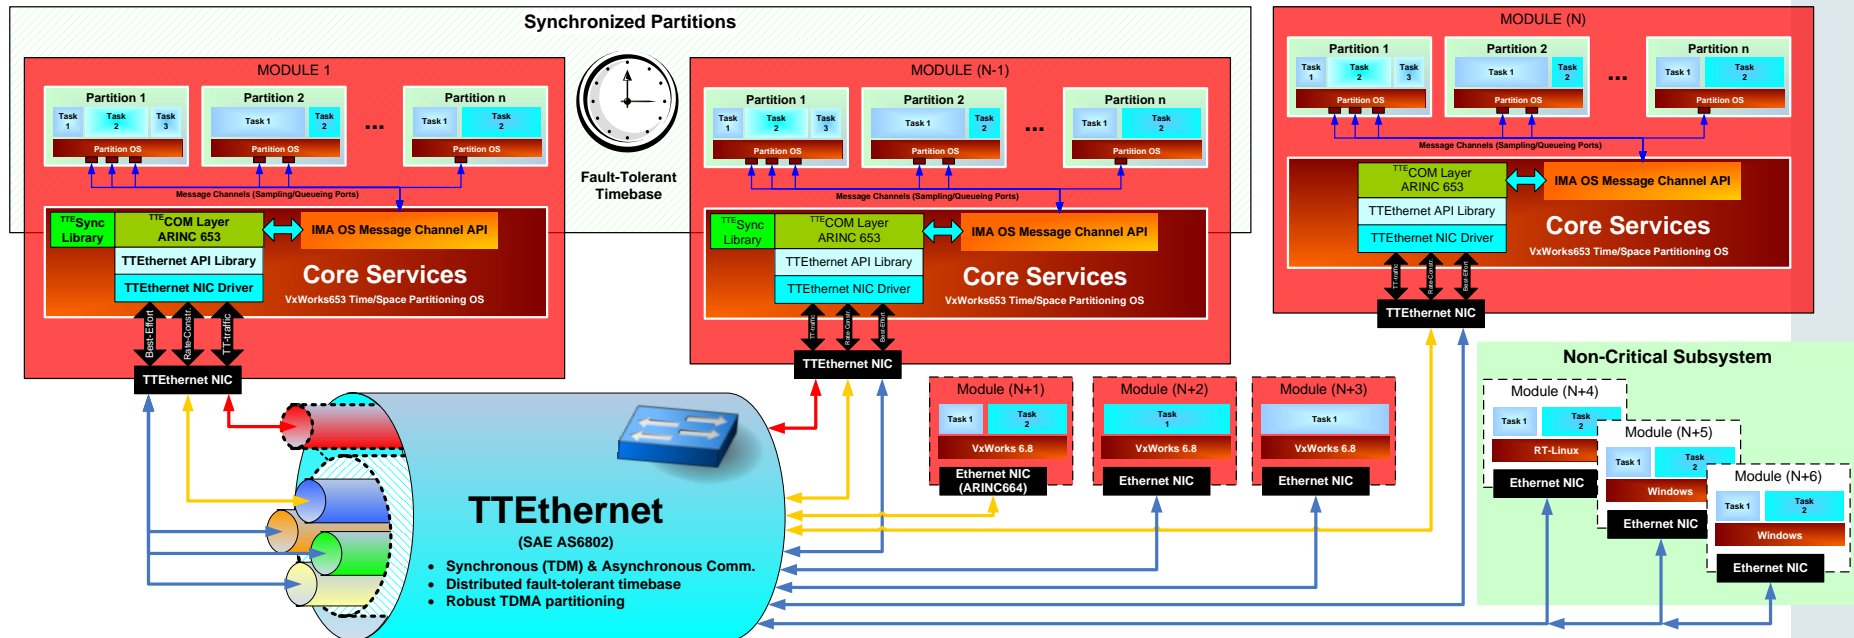 Synchronized Partitions
MODULE 1
Partition 1
Task 1
Task 2
Task 3
Partition OS
Partition 2
Task 1
Task 2
Partition OS
...
Partition n
Task 1
Task 2
Partition OS
Message Channels (Sampling/Queueing Ports)
TTESync Library
TTECOM Layer
ARINC 653
IMA OS Message Channel API
TTEthernet API Library
TTEthernet NIC Driver
Core Services
VxWorks653 Time/Space Partitioning OS
Best-Effort
Rate-Constr.
TT-traffic
TTEthernet NIC
Fault-Tolerant
Timebase
MODULE (N-1)
Partition 1
Task 1
Task 2
Task 3
Partition OS
Partition 2
Task 1
Task 2
Partition OS
...
Partition n
Task 1
Task 2
Partition OS
Message Channels (Sampling/Queueing Ports)
TTESync
Library
TTECOM Layer
ARINC 653
IMA OS Message Channel API
TTEthernet API Library
TTEthernet NIC Driver
Core Services
VxWorks653 Time/Space Partitioning OS
TT-traffic
Rate-Constr.
Best-Effort
TTEthernet NIC
MODULE (N)
Partition 1
Task 1
Task 2
Task 3
Partition OS
Partition 2
Task 1
Task 2
Partition OS
...
Partition n
Task 1
Task 2
Partition OS
Message Channels (Sampling/Queueing Ports)
TTECOM Layer
ARINC 653
IMA OS Message Channel API
TTEthernet API Library
TTEthernet NIC Driver
Core Services
VxWorks653 Time/Space Partitioning OS
TT-traffic
Rate-Constr.
Best-Effort
TTEthernet NIC
TTEthernet
(SAE AS6802)
• Synchronous (TDM) & Asynchronous Comm.
• Distributed fault-tolerant timebase
• Robust TDMA partitioning
Module (N+1)
Task 1
Task 2
VxWorks 6.8
Ethernet NIC
(ARINC664)
Module (N+2)
Task 1
VxWorks 6.8
Ethernet NIC
Module (N+3)
Task 1
VxWorks 6.8
Ethernet NIC
Non-Critical Subsystem
Module (N+4)
Task 1
Task 2
RT-Linux
Ethernet NIC
Module (N+5)
Task 1
Task 2
Windows
Ethernet NIC
Module (N+6)
Task 1
Task 2
Windows
Ethernet NIC